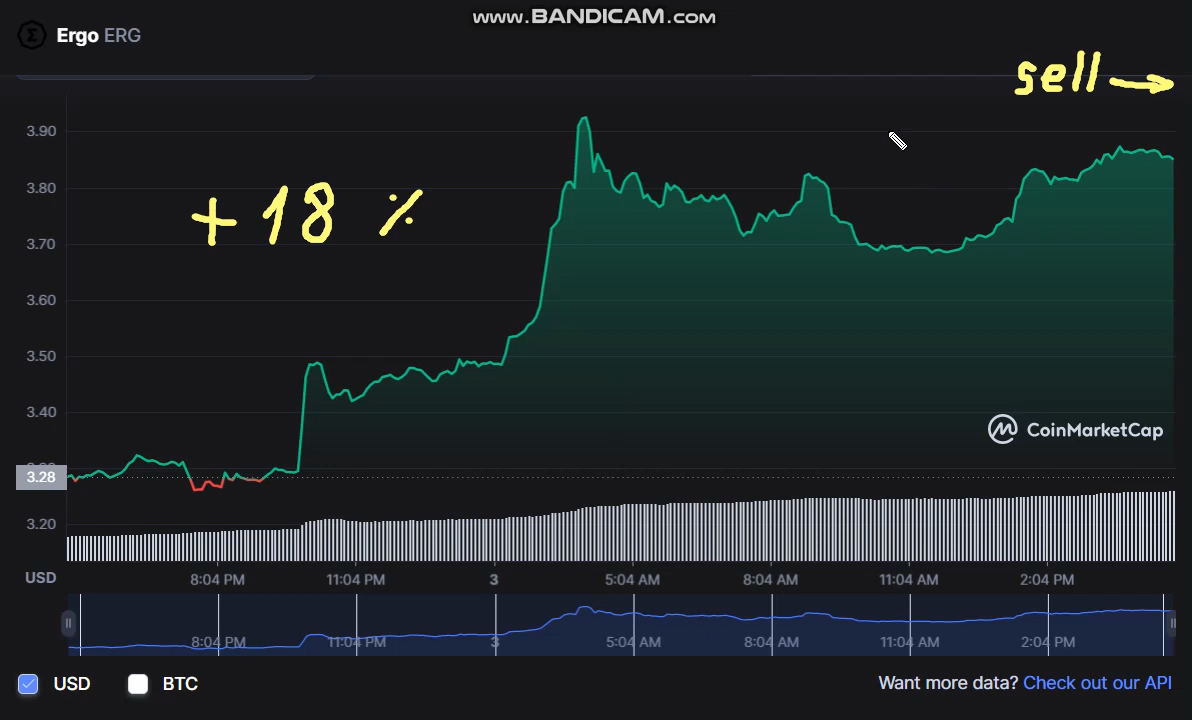 www.BANDICAM.com
Ergo ERG
sell
3.90
3.80
+18 %
3.70
3.60
3.50
3.40
CoinMarketCap
3.28
3.20
USD
8:04 PM 11:04 PM 3 5:04 AM 8:04 AM 11:04 AM 2:04 PM
8:04 PM 11:04 PM 3 5:04 AM 8:04 AM 11:04 AM 2:04 PM
USD BTC Want more data? Check out our API